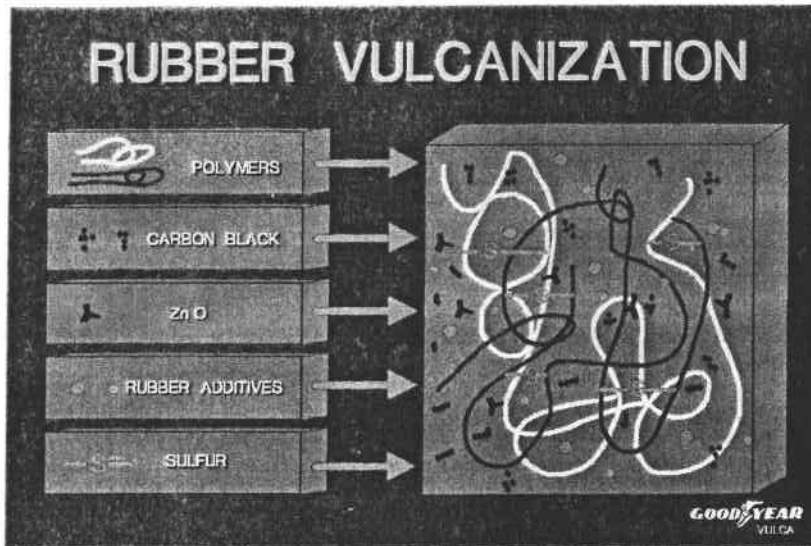 RUBBER VULCANIZATION
POLYMERS
CARBON BLACK
Zn O
RUBBER ADDITIVES
S SULFUR
S
S
GOODYEAR
VULCA